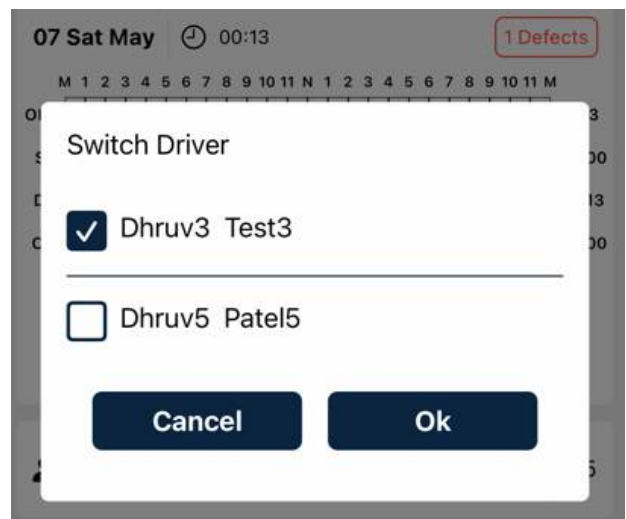 07 Sat May 00:13 1 Defects
M 1 2 3 4 5 6 7 8 9 10 11 N 1 2 3 4 5 6 7 8 9 10 11 M
Switch Driver
Dhruv3 Test3
Dhruv5 Patel5
Cancel Ok